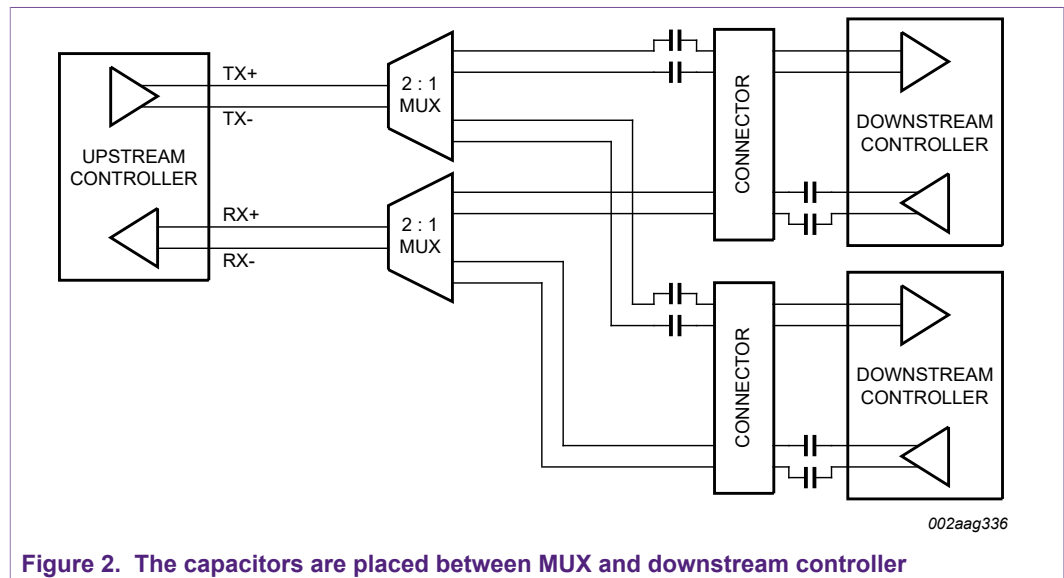 UPSTREAM
CONTROLLER
TX+
TX-
RX+
RX-
2 : 1
MUX
2 : 1
MUX
CONNECTOR
DOWNSTREAM
CONTROLLER
CONNECTOR
DOWNSTREAM
CONTROLLER
002aag336
Figure 2. The capacitors are placed between MUX and downstream controller